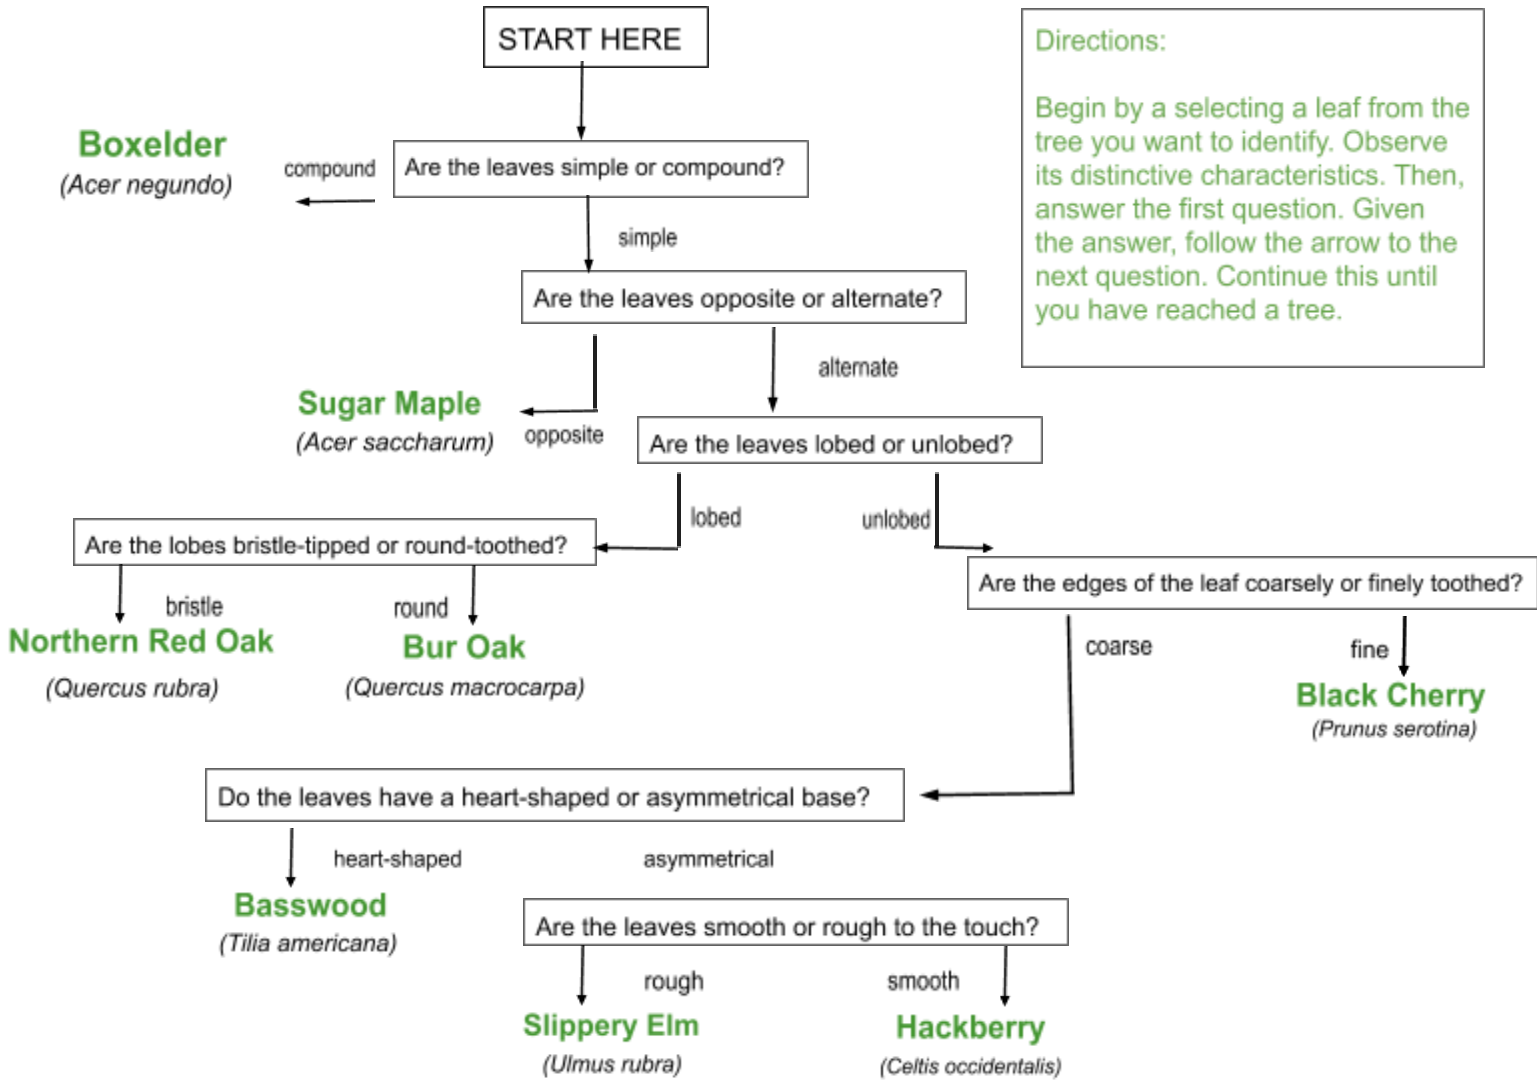 START HERE
Directions:
Begin by a selecting a leaf from the
tree you want to identify. Observe
its distinctive characteristics. Then,
answer the first question. Given
the answer, follow the arrow to the
next question. Continue this until
you have reached a tree.
Are the leaves simple or compound?
compound
Boxelder
(Acer negundo)
simple
Are the leaves opposite or alternate?
opposite
Sugar Maple
(Acer saccharum)
alternate
Are the leaves lobed or unlobed?
lobed
unlobed
Are the lobes bristle-tipped or round-toothed?
bristle
Northern Red Oak
(Quercus rubra)
round
Bur Oak
(Quercus macrocarpa)
Are the edges of the leaf coarsely or finely toothed?
coarse
fine
Black Cherry
(Prunus serotina)
Do the leaves have a heart-shaped or asymmetrical base?
heart-shaped
Basswood
(Tilia americana)
asymmetrical
Are the leaves smooth or rough to the touch?
rough
Slippery Elm
(Ulmus rubra)
smooth
Hackberry
(Celtis occidentalis)